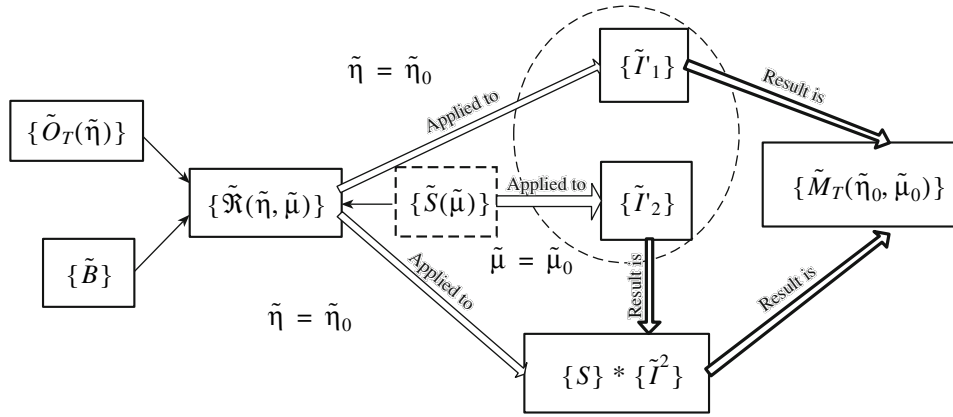 {Ĩ'₁}
η̃ = η̃₀
Result is
Applied to
{Õ_T(η̃)}
{M̃_T(η̃₀, μ̃₀)}
{ℜ̃(η̃, μ̃)}
{S̃(μ̃)}
Applied to
{Ĩ'₂}
{B̃}
μ̃ = μ̃₀
Applied to
Result is
Result is
η̃ = η̃₀
{S} * {Ĩ²}